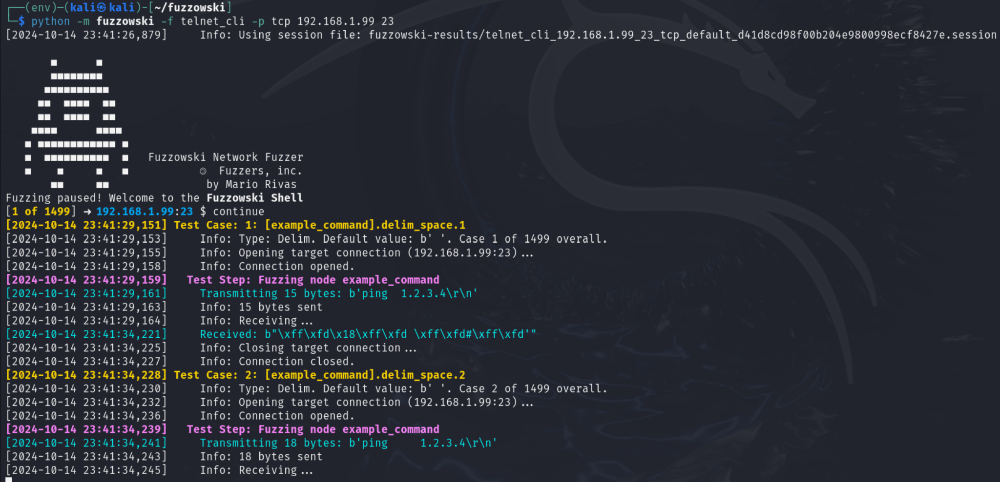 ┌──(env)─(kali㉿kali)-[~/fuzzowski]
└─$ python -m fuzzowski -f telnet_cli -p tcp 192.168.1.99 23
[2024-10-14 23:41:26,879]     Info: Using session file: fuzzowski-results/telnet_cli_192.168.1.99_23_tcp_default_d41d8cd98f00b204e9800998ecf8427e.session
Fuzzowski Network Fuzzer
🄯  Fuzzers, inc.
by Mario Rivas
Fuzzing paused! Welcome to the Fuzzowski Shell
[1 of 1499] ➜ 192.168.1.99:23 $ continue
[2024-10-14 23:41:29,151] Test Case: 1: [example_command].delim_space.1
[2024-10-14 23:41:29,153]     Info: Type: Delim. Default value: b' '. Case 1 of 1499 overall.
[2024-10-14 23:41:29,155]     Info: Opening target connection (192.168.1.99:23)...
[2024-10-14 23:41:29,158]     Info: Connection opened.
[2024-10-14 23:41:29,159]   Test Step: Fuzzing node example_command
[2024-10-14 23:41:29,161]     Transmitting 15 bytes: b'ping  1.2.3.4\r\n'
[2024-10-14 23:41:29,163]     Info: 15 bytes sent
[2024-10-14 23:41:29,164]     Info: Receiving...
[2024-10-14 23:41:34,221]     Received: b"\xff\xfd\x18\xff\xfd \xff\xfd#\xff\xfd'"
[2024-10-14 23:41:34,225]     Info: Closing target connection...
[2024-10-14 23:41:34,227]     Info: Connection closed.
[2024-10-14 23:41:34,228] Test Case: 2: [example_command].delim_space.2
[2024-10-14 23:41:34,230]     Info: Type: Delim. Default value: b' '. Case 2 of 1499 overall.
[2024-10-14 23:41:34,232]     Info: Opening target connection (192.168.1.99:23)...
[2024-10-14 23:41:34,236]     Info: Connection opened.
[2024-10-14 23:41:34,239]   Test Step: Fuzzing node example_command
[2024-10-14 23:41:34,241]     Transmitting 18 bytes: b'ping     1.2.3.4\r\n'
[2024-10-14 23:41:34,243]     Info: 18 bytes sent
[2024-10-14 23:41:34,245]     Info: Receiving...